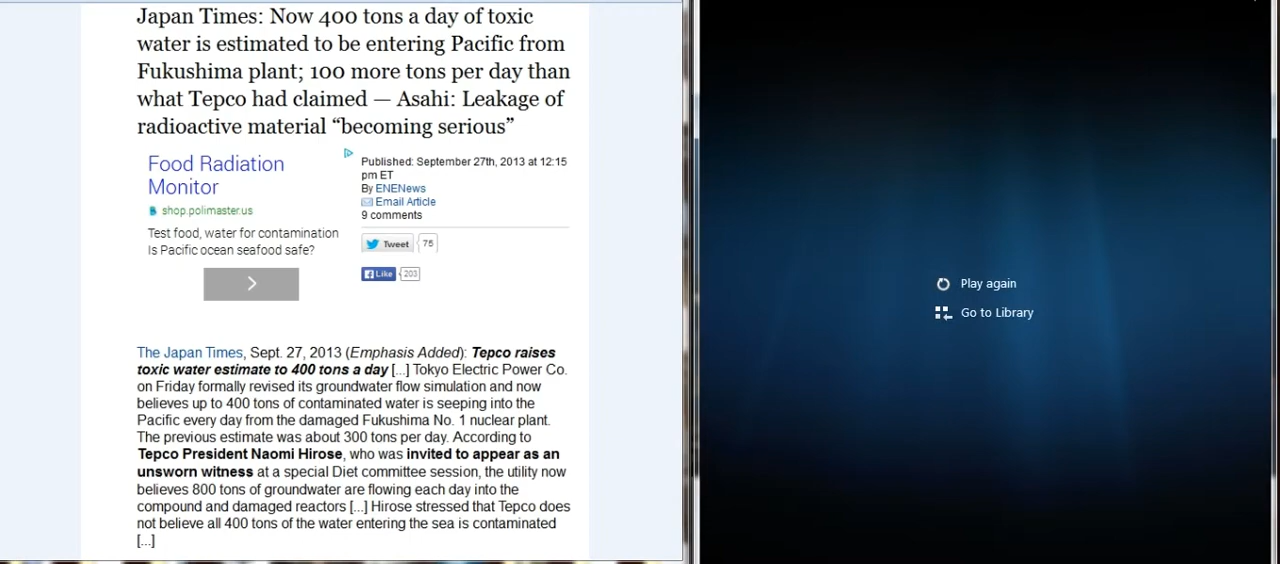 Japan Times: Now 400 tons a day of toxic
water is estimated to be entering Pacific from
Fukushima plant; 100 more tons per day than
what Tepco had claimed — Asahi: Leakage of
radioactive material “becoming serious”
Food Radiation
Monitor
shop.polimaster.us
Test food, water for contamination
Is Pacific ocean seafood safe?
Published: September 27th, 2013 at 12:15
pm ET
By ENENews
Email Article
9 comments
Tweet 75
Like 203
The Japan Times, Sept. 27, 2013 (Emphasis Added): Tepco raises
toxic water estimate to 400 tons a day [...] Tokyo Electric Power Co.
on Friday formally revised its groundwater flow simulation and now
believes up to 400 tons of contaminated water is seeping into the
Pacific every day from the damaged Fukushima No. 1 nuclear plant.
The previous estimate was about 300 tons per day. According to
Tepco President Naomi Hirose, who was invited to appear as an
unsworn witness at a special Diet committee session, the utility now
believes 800 tons of groundwater are flowing each day into the
compound and damaged reactors [...] Hirose stressed that Tepco does
not believe all 400 tons of the water entering the sea is contaminated
[...]
Play again
Go to Library